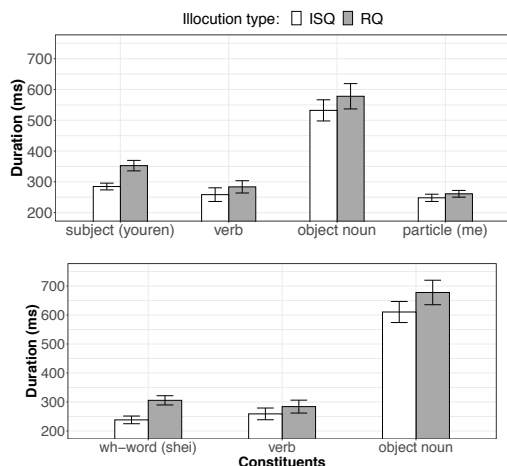 Illocution type: ISQ RQ
Duration (ms)
700
600
500
400
300
200
subject (youren) verb object noun particle (me)
Duration (ms)
700
600
500
400
300
200
wh−word (shei) verb object noun
Constituents